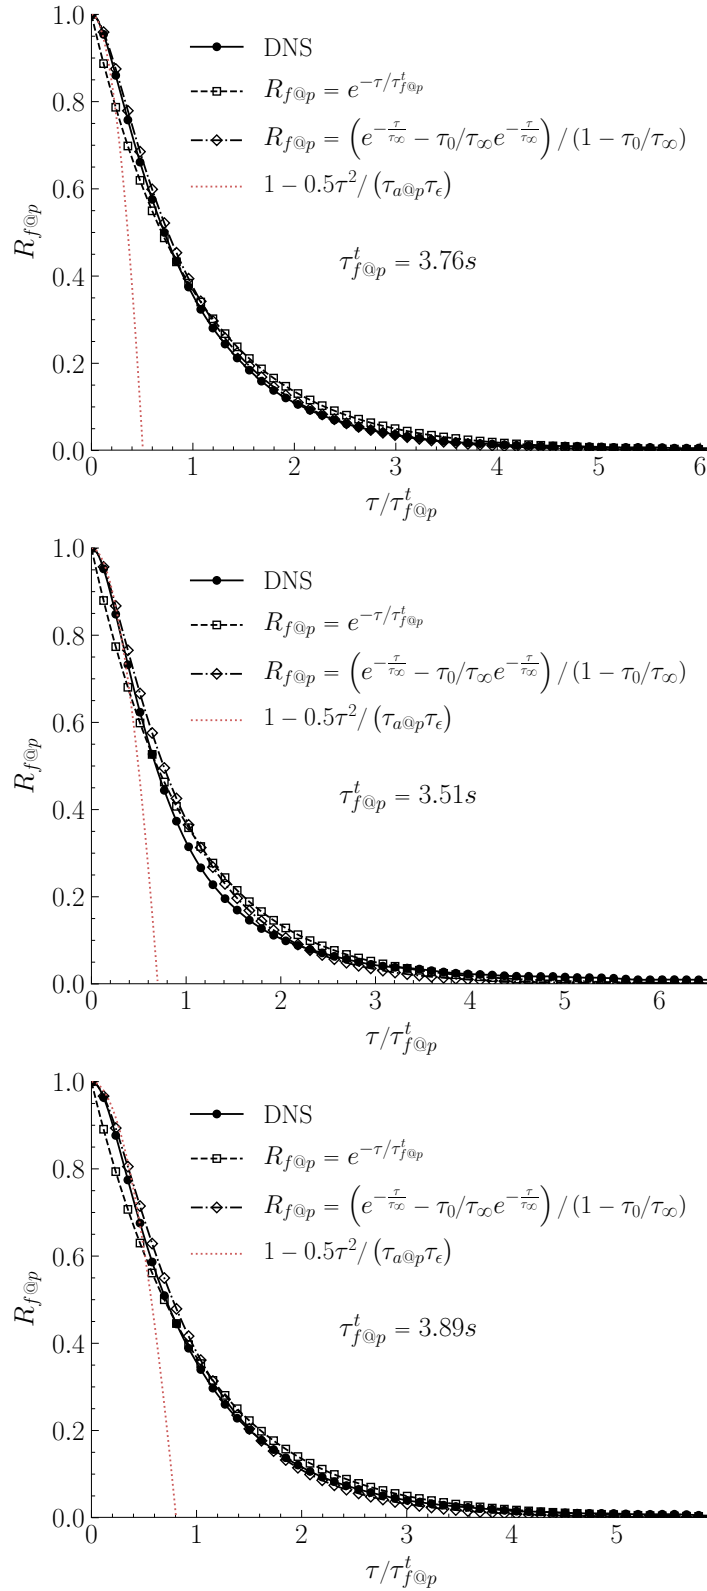 1.0
0.8
0.6
0.4
0.2
0.0
R_{f@p}
DNS
R_{f@p} = e^{-τ/τ^t_{f@p}}
R_{f@p} = (e^{-τ/τ_∞} − τ_0/τ_∞ e^{-τ/τ_∞}) / (1 − τ_0/τ_∞)
1 − 0.5τ^2/ (τ_{a@p}τ_ϵ)
τ^t_{f@p} = 3.76s
0 1 2 3 4 5 6
τ/τ^t_{f@p}
1.0
0.8
0.6
0.4
0.2
0.0
R_{f@p}
DNS
R_{f@p} = e^{-τ/τ^t_{f@p}}
R_{f@p} = (e^{-τ/τ_∞} − τ_0/τ_∞ e^{-τ/τ_∞}) / (1 − τ_0/τ_∞)
1 − 0.5τ^2/ (τ_{a@p}τ_ϵ)
τ^t_{f@p} = 3.51s
0 1 2 3 4 5 6
τ/τ^t_{f@p}
1.0
0.8
0.6
0.4
0.2
0.0
R_{f@p}
DNS
R_{f@p} = e^{-τ/τ^t_{f@p}}
R_{f@p} = (e^{-τ/τ_∞} − τ_0/τ_∞ e^{-τ/τ_∞}) / (1 − τ_0/τ_∞)
1 − 0.5τ^2/ (τ_{a@p}τ_ϵ)
τ^t_{f@p} = 3.89s
0 1 2 3 4 5
τ/τ^t_{f@p}